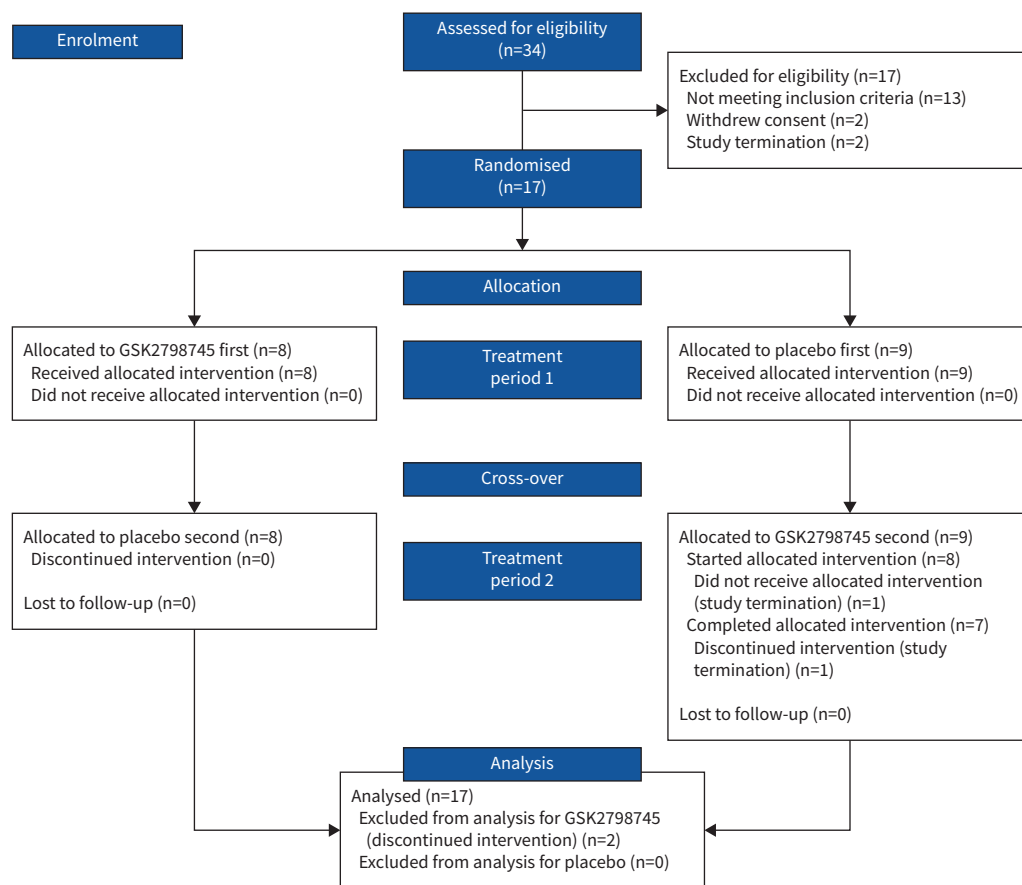 Enrolment
Assessed for eligibility
(n=34)
Excluded for eligibility (n=17)
Not meeting inclusion criteria (n=13)
Withdrew consent (n=2)
Study termination (n=2)
Randomised
(n=17)
Allocation
Allocated to GSK2798745 first (n=8)
Received allocated intervention (n=8)
Did not receive allocated intervention (n=0)
Treatment
period 1
Allocated to placebo first (n=9)
Received allocated intervention (n=9)
Did not receive allocated intervention (n=0)
Cross-over
Allocated to placebo second (n=8)
Discontinued intervention (n=0)
Lost to follow-up (n=0)
Treatment
period 2
Allocated to GSK2798745 second (n=9)
Started allocated intervention (n=8)
Did not receive allocated intervention
(study termination) (n=1)
Completed allocated intervention (n=7)
Discontinued intervention (study
termination) (n=1)
Lost to follow-up (n=0)
Analysis
Analysed (n=17)
Excluded from analysis for GSK2798745
(discontinued intervention) (n=2)
Excluded from analysis for placebo (n=0)